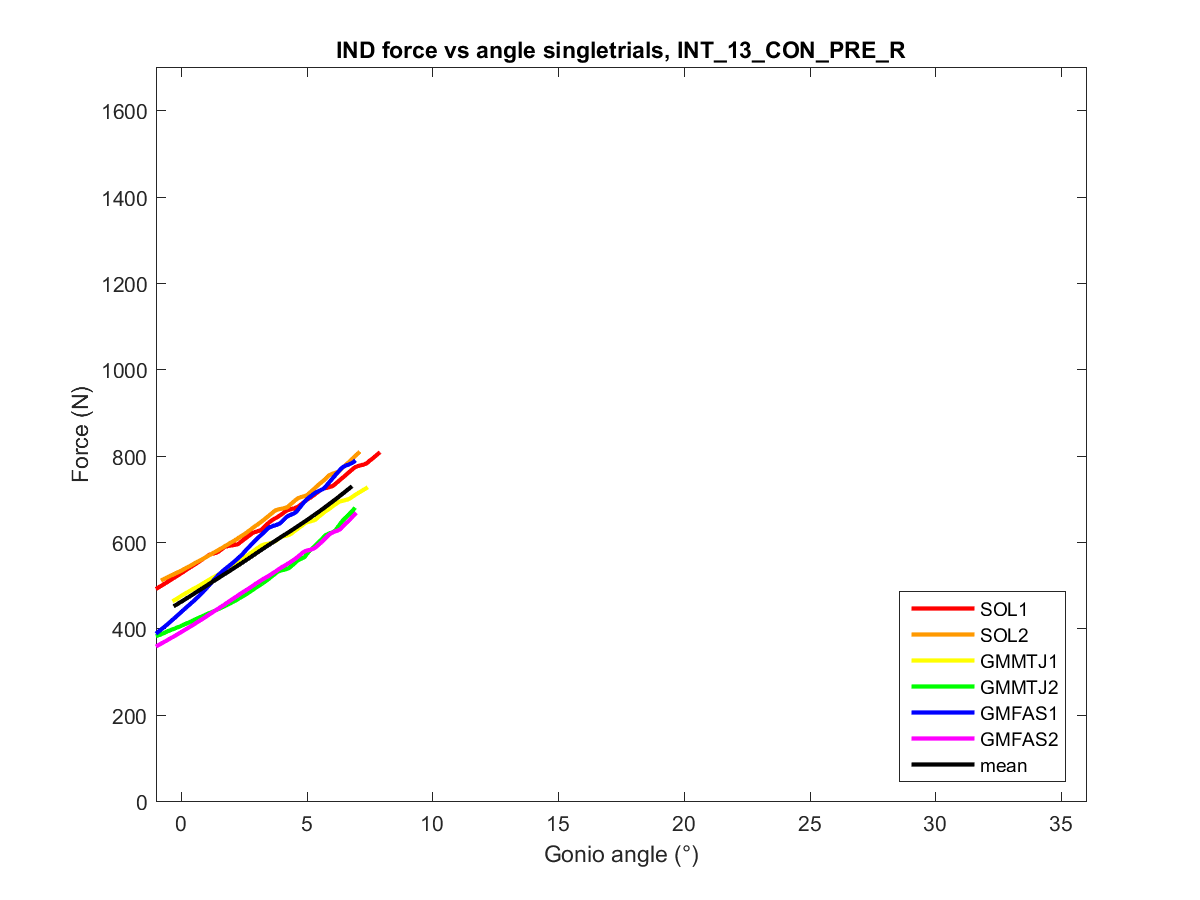 IND force vs angle singletrials, INT_13_CON_PRE_R
1600
1400
1200
1000
800
600
400
200
0
Force (N)
0 5 10 15 20 25 30 35
Gonio angle (°)
SOL1
SOL2
GMMTJ1
GMMTJ2
GMFAS1
GMFAS2
mean